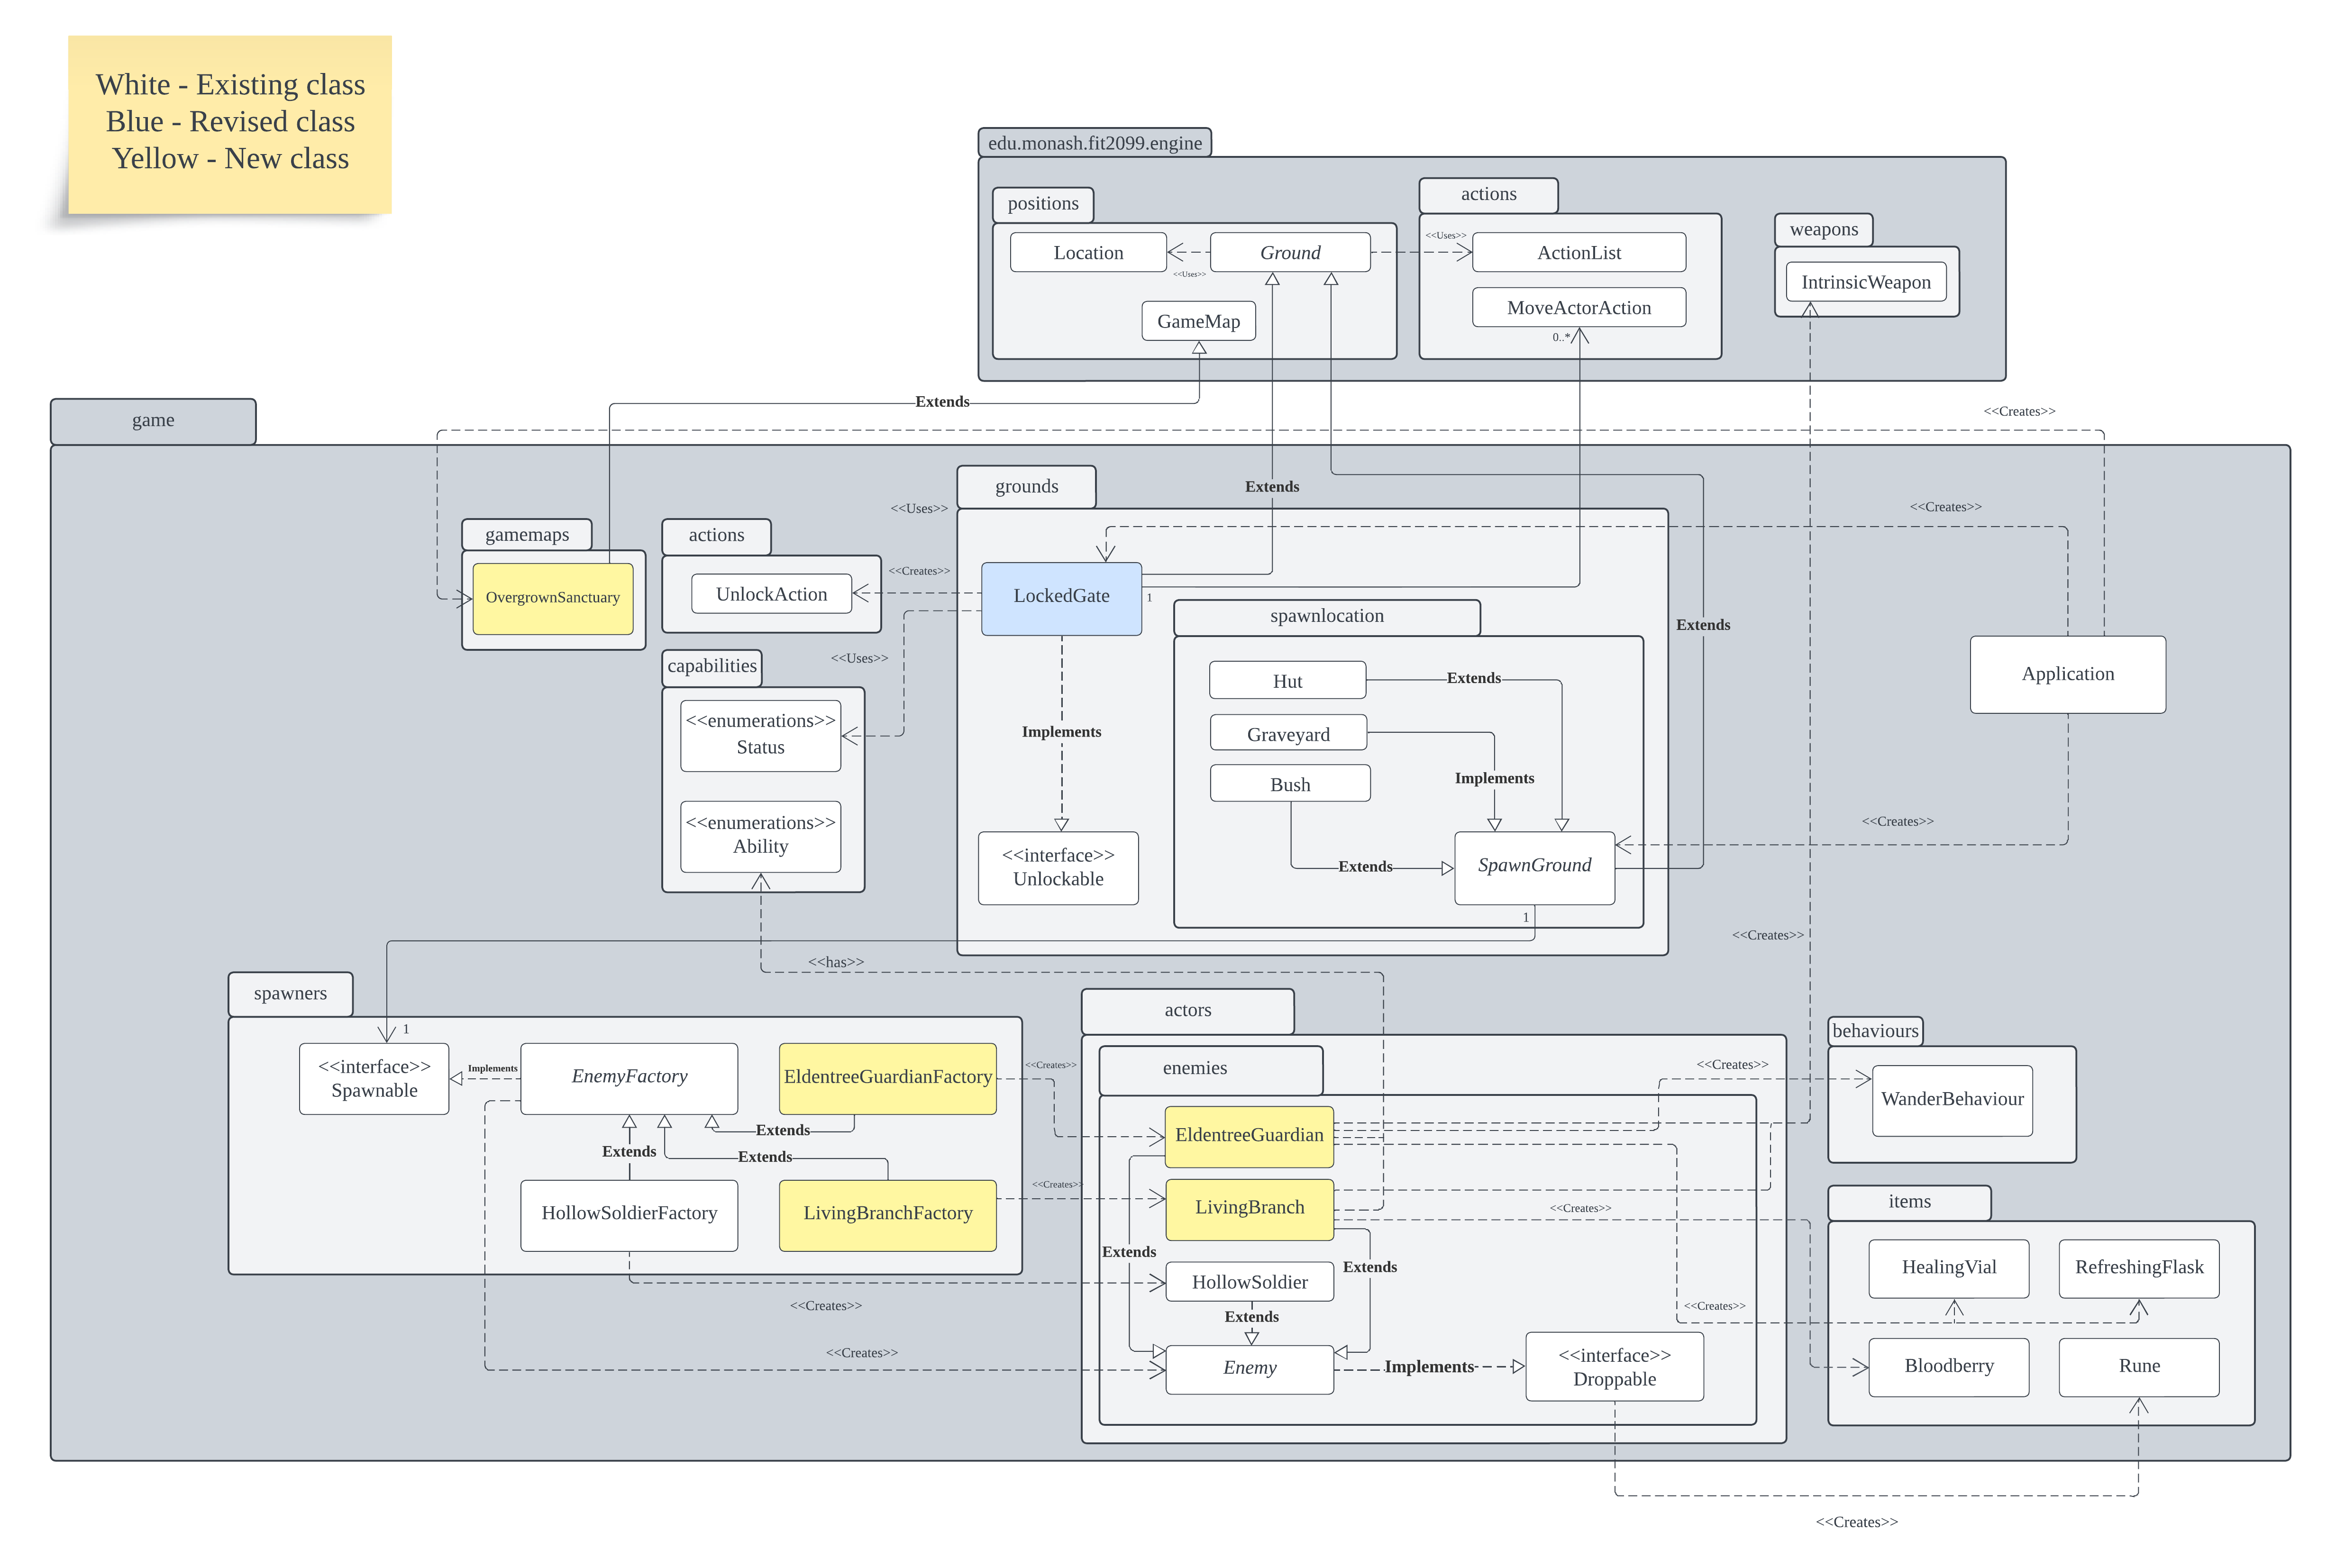 White - Existing class
Blue - Revised class
Yellow - New class
edu.monash.fit2099.engine
positions
actions
weapons
Location
<<Uses>>
Ground
<<Uses>>
ActionList
IntrinsicWeapon
GameMap
MoveActorAction
0..*
Extends
<<Creates>>
game
grounds
Extends
<<Uses>>
<<Creates>>
gamemaps
actions
OvergrownSanctuary
UnlockAction
<<Creates>>
LockedGate
1
spawnlocation
Extends
capabilities
<<Uses>>
<<enumerations>>
Status
Implements
Hut
Extends
Graveyard
Implements
Bush
Application
<<enumerations>>
Ability
<<interface>>
Unlockable
Extends
SpawnGround
<<Creates>>
1
<<Creates>>
<<has>>
spawners
actors
1
<<interface>>
Spawnable
Implements
EnemyFactory
EldentreeGuardianFactory
<<Creates>>
enemies
<<Creates>>
behaviours
WanderBehaviour
Extends
Extends
Extends
EldentreeGuardian
HollowSoldierFactory
LivingBranchFactory
<<Creates>>
LivingBranch
<<Creates>>
items
Extends
HollowSoldier
Extends
HealingVial
RefreshingFlask
<<Creates>>
Extends
<<Creates>>
<<Creates>>
Enemy
Implements
<<interface>>
Droppable
Bloodberry
Rune
<<Creates>>